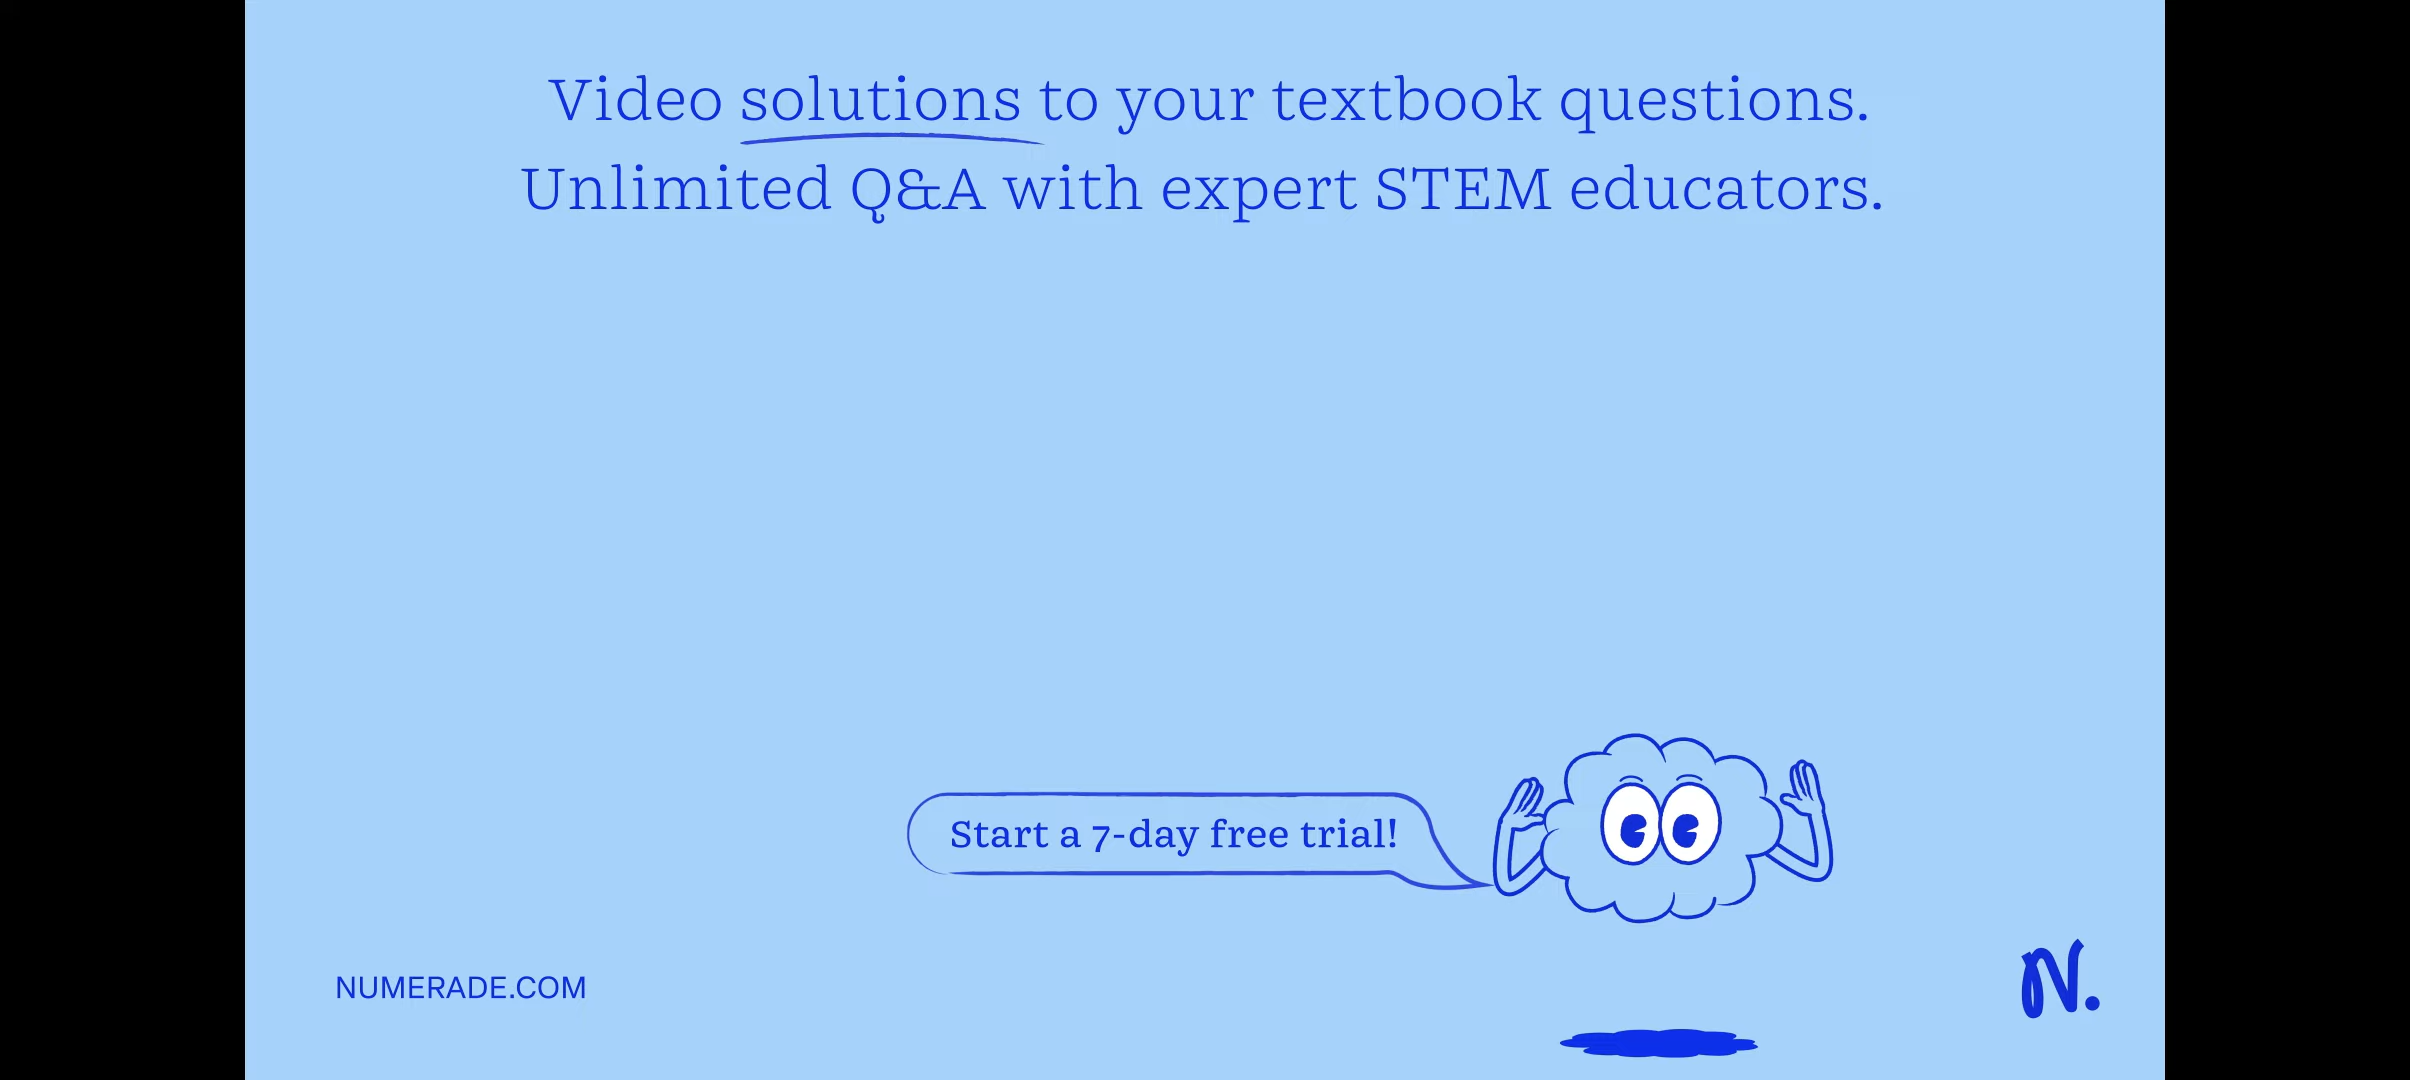 Video solutions to your textbook questions.
Unlimited Q&A with expert STEM educators.
Start a 7-day free trial!
NUMERADE.COM
N.